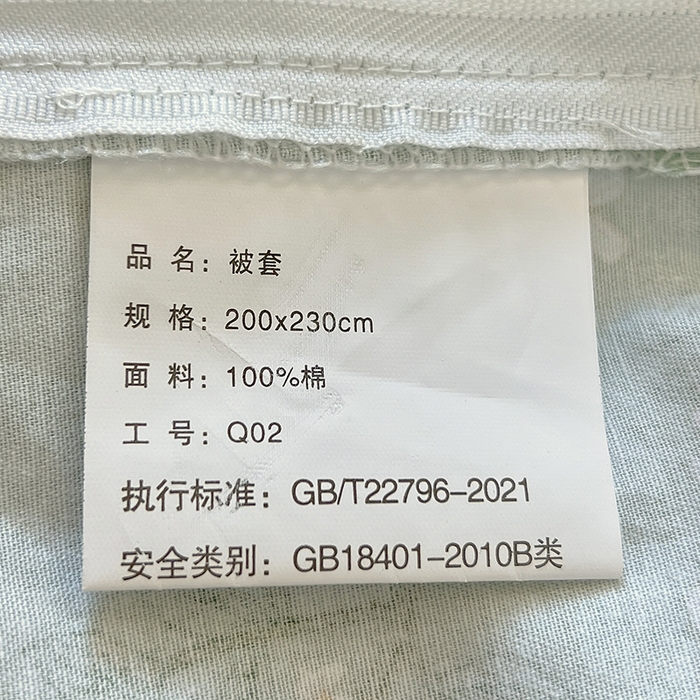 品 名：被套
规 格：200x230cm
面 料：100%棉
工 号：Q02
执行标准：GB/T22796-2021
安全类别：GB18401-2010B类